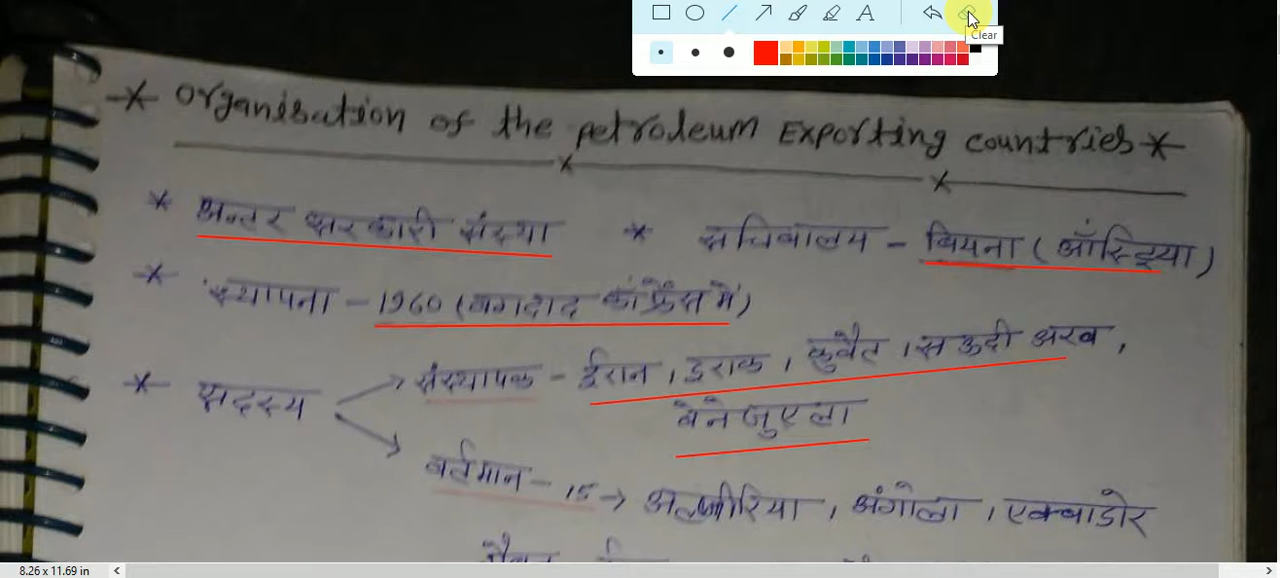 A
Clear
* Organisation of the petroleum Exporting countries *
* अन्तर सरकारी संस्था * सचिवालय - वियना (ऑस्ट्रिया)
* स्थापना - 1960 (बगदाद कांफ्रेंस में)
* सदस्य संस्थापक - ईरान, इराक, कुवैत, सऊदी अरब,
वेनेजुएला
वर्तमान - 15 → अल्जीरिया, अंगोला, एक्वाडोर
8.26 x 11.69 in